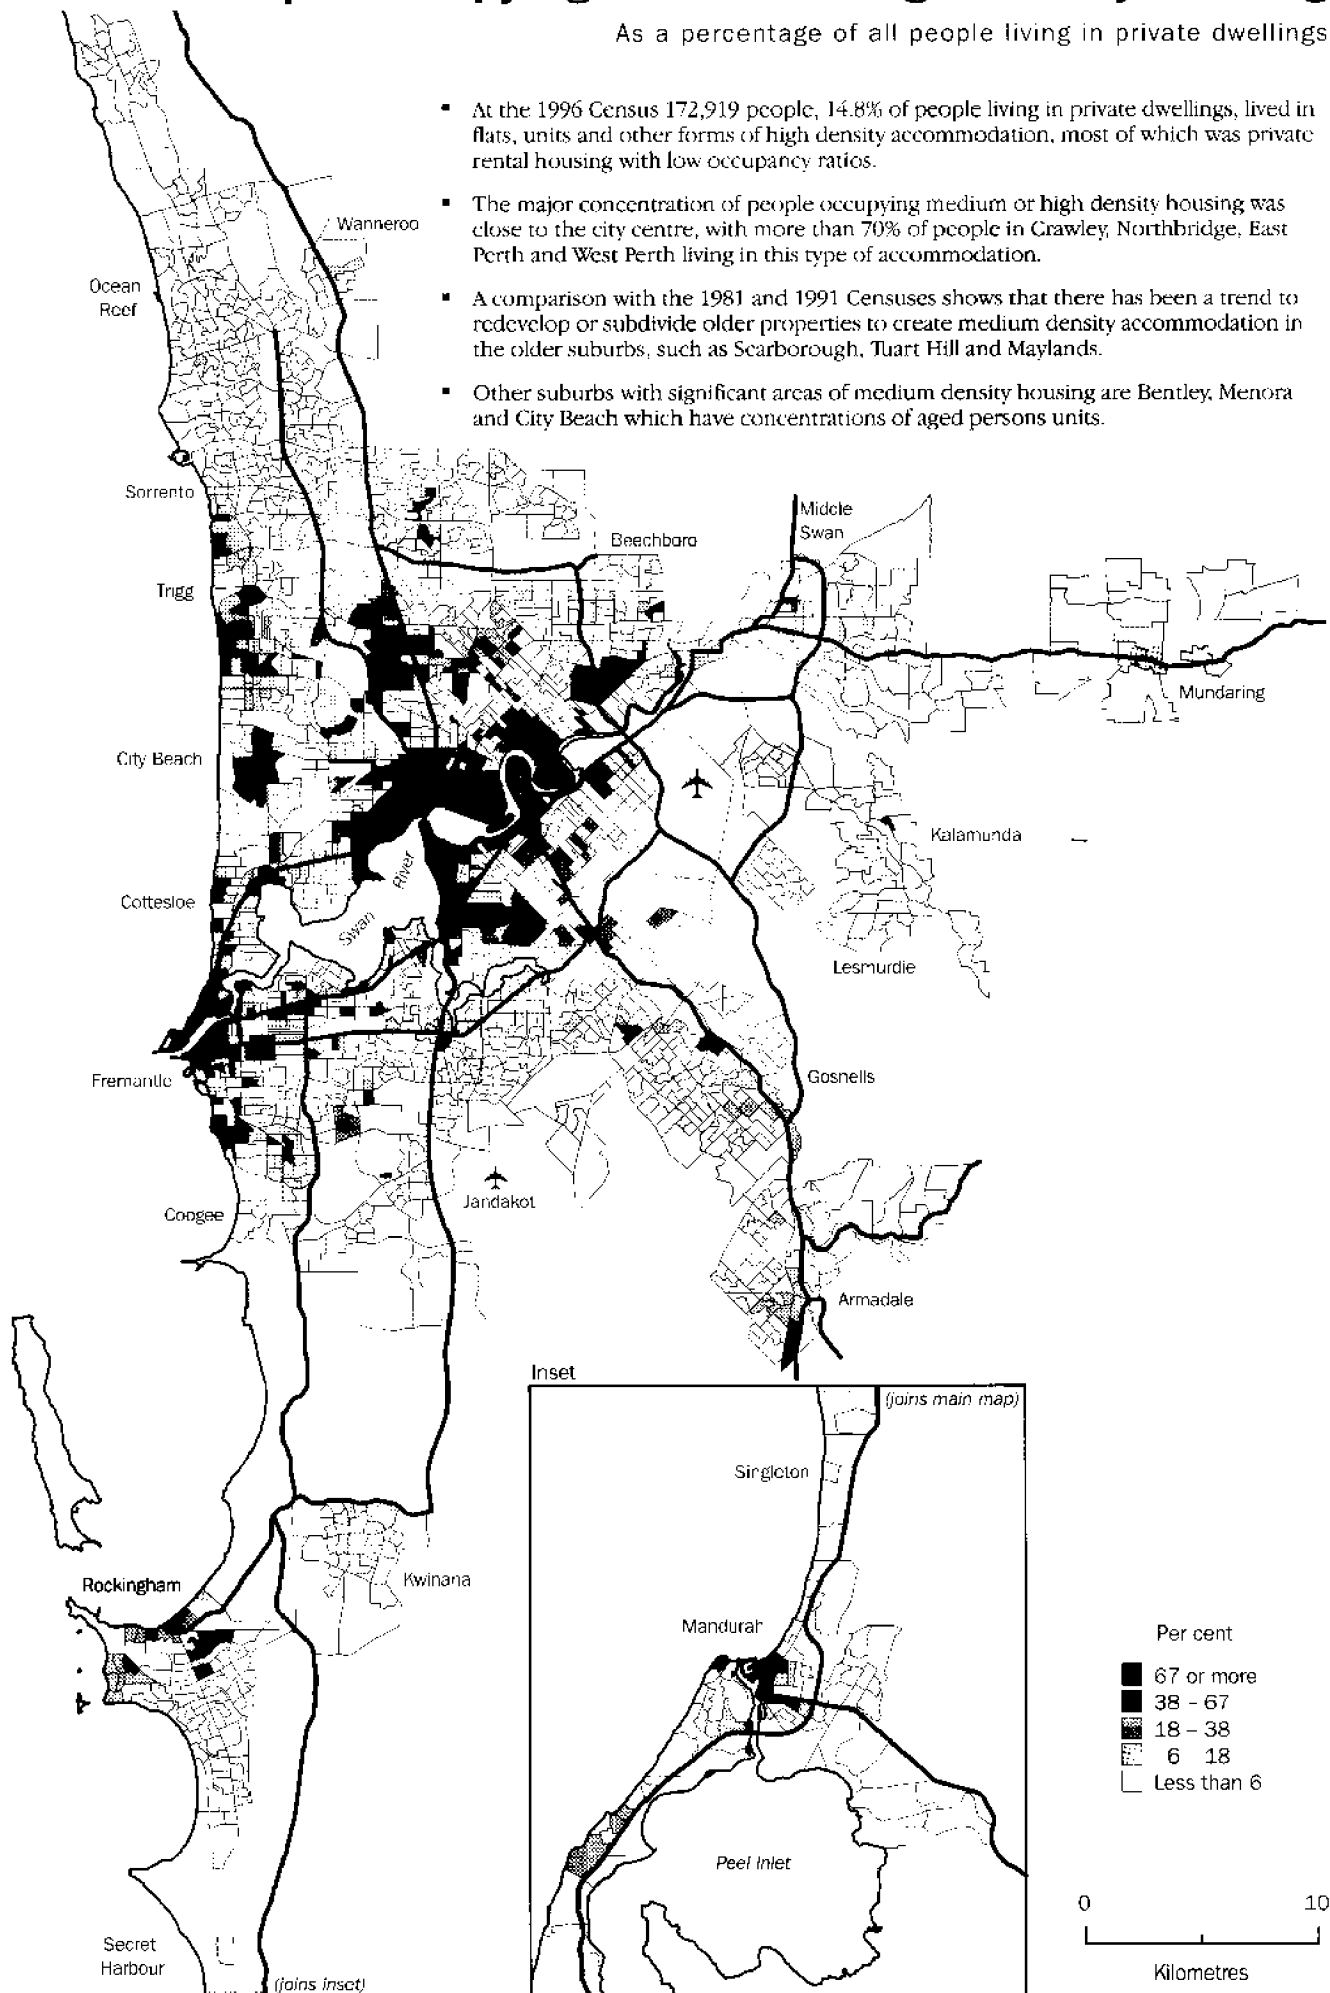 As a percentage of all people living in private dwellings
▪ At the 1996 Census 172,919 people, 14.8% of people living in private dwellings, lived in
flats, units and other forms of high density accommodation, most of which was private
rental housing with low occupancy ratios.
▪ The major concentration of people occupying medium or high density housing was
close to the city centre, with more than 70% of people in Crawley, Northbridge, East
Perth and West Perth living in this type of accommodation.
▪ A comparison with the 1981 and 1991 Censuses shows that there has been a trend to
redevelop or subdivide older properties to create medium density accommodation in
the older suburbs, such as Scarborough, Tuart Hill and Maylands.
▪ Other suburbs with significant areas of medium density housing are Bentley, Menora
and City Beach which have concentrations of aged persons units.
Wanneroo
Ocean
Reef
Sorrento
Middle
Swan
Beechboro
Trigg
Mundaring
City Beach
Kalamunda
River
Cottesloe
Swan
Lesmurdie
Fremantle
Gosnells
Jandakot
Coogee
Armadale
Inset
(joins main map)
Singleton
Rockingham
Kwinana
Mandurah
Per cent
67 or more
38 – 67
18 – 38
6 18
Less than 6
Peel Inlet
0 10
Kilometres
Secret
Harbour
(joins inset)